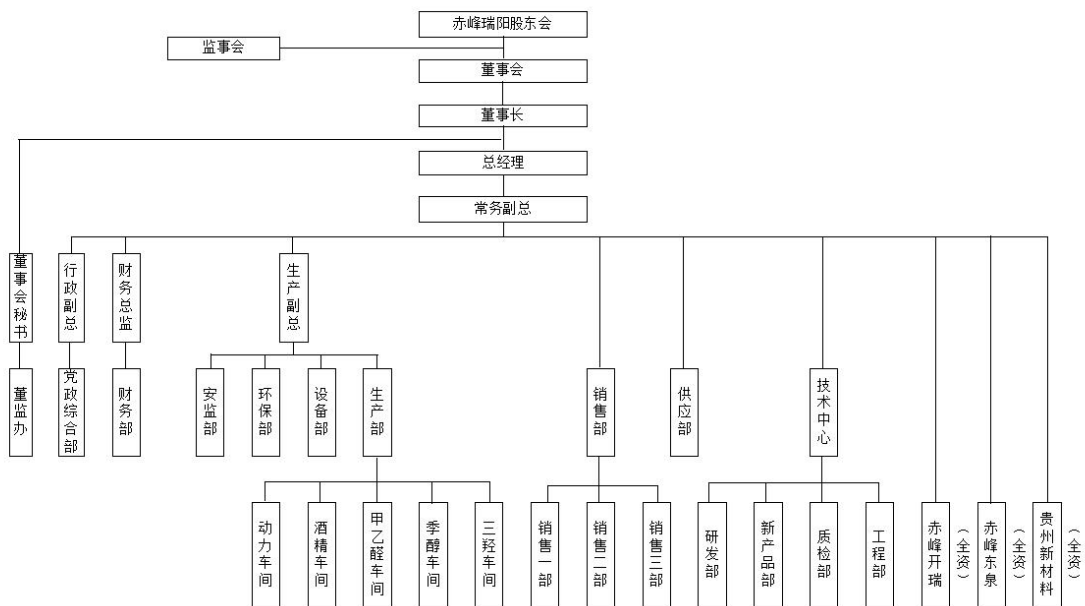 赤峰瑞阳股东会
监事会
董事会
董事长
总经理
常务副总
董事会秘书
行政副总
财务总监
生产副总
董监办
党政综合部
财务部
安监部
环保部
设备部
生产部
销售部
供应部
技术中心
动力车间
酒精车间
甲乙醛车间
季醇车间
三羟车间
销售一部
销售二部
销售三部
研发部
新产品部
质检部
工程部
赤峰开瑞
（全资）
赤峰东泉
（全资）
贵州新材料
（全资）